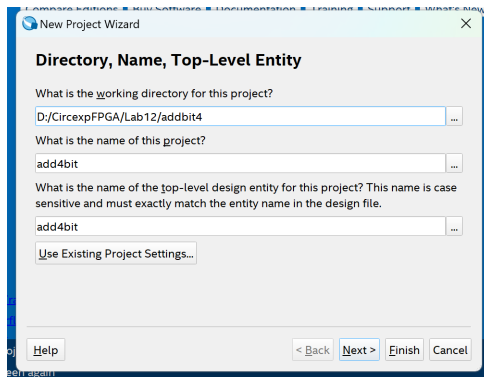 Compare Editions Buy Software Documentation Training Support What's New
New Project Wizard
Directory, Name, Top-Level Entity
What is the working directory for this project?
D:/CircexpFPGA/Lab12/addbit4
...
What is the name of this project?
add4bit
...
What is the name of the top-level design entity for this project? This name is case
sensitive and must exactly match the entity name in the design file.
add4bit
...
Use Existing Project Settings...
Help
< Back
Next >
Finish
Cancel
again